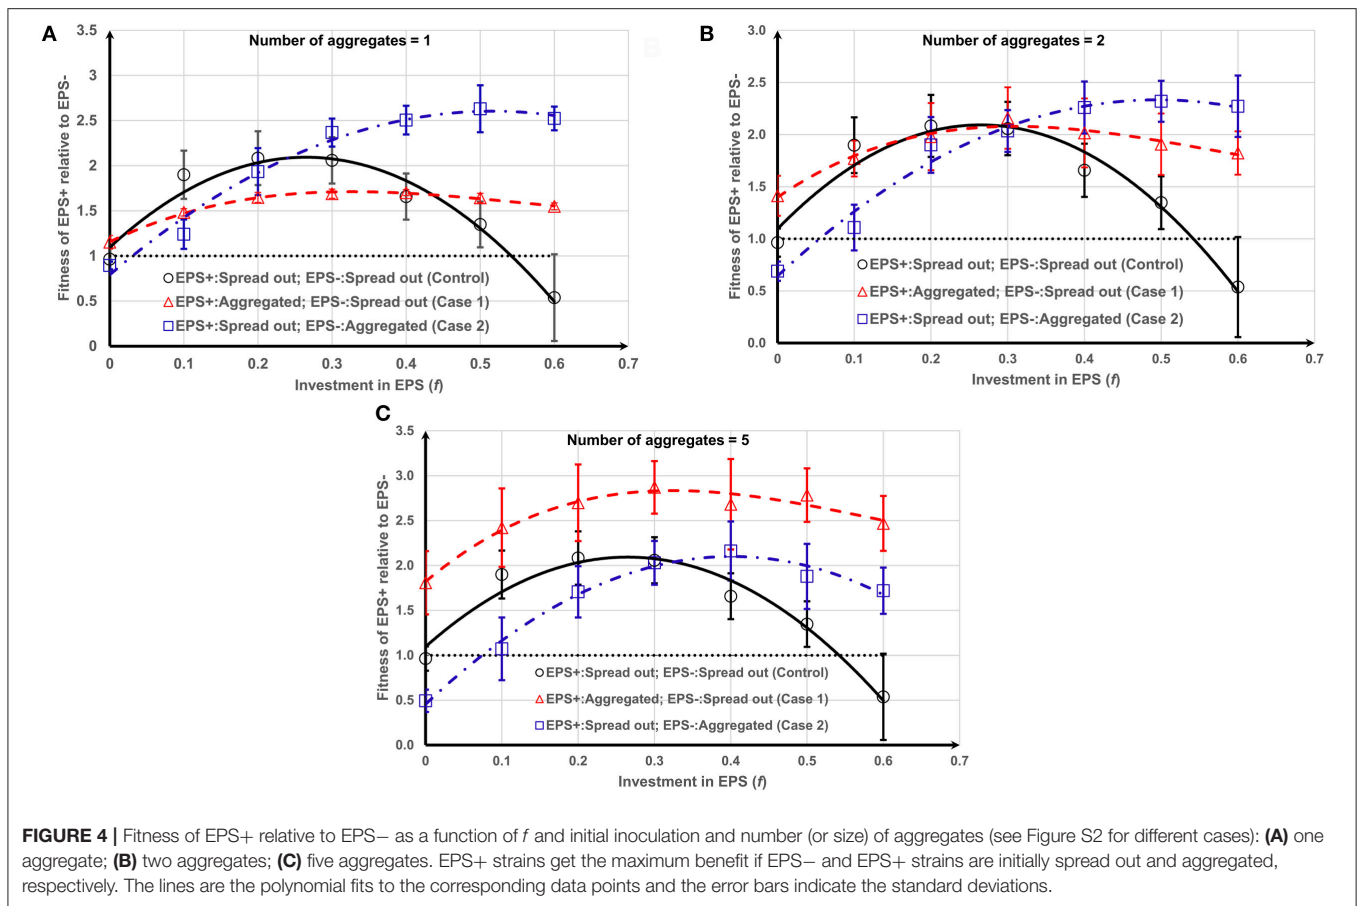 A
Number of aggregates = 1
3.5
3
2.5
2
1.5
1
0.5
0
Fitness of EPS+ relative to EPS-
EPS+:Spread out; EPS-:Spread out (Control)
EPS+:Aggregated; EPS-:Spread out (Case 1)
EPS+:Spread out; EPS-:Aggregated (Case 2)
0 0.1 0.2 0.3 0.4 0.5 0.6 0.7
Investment in EPS (f)
B
B
Number of aggregates = 2
3.0
2.5
2.0
1.5
1.0
0.5
0.0
Fitness of EPS+ relative to EPS-
EPS+:Spread out; EPS-:Spread out (Control)
EPS+:Aggregated; EPS-:Spread out (Case 1)
EPS+:Spread out; EPS-:Aggregated (Case 2)
0 0.1 0.2 0.3 0.4 0.5 0.6 0.7
Investment in EPS (f)
C
Number of aggregates = 5
3.5
3.0
2.5
2.0
1.5
1.0
0.5
0.0
Fitness of EPS+ relative to EPS-
EPS+:Spread out; EPS-:Spread out (Control)
EPS+:Aggregated; EPS-:Spread out (Case 1)
EPS+:Spread out; EPS-:Aggregated (Case 2)
0 0.1 0.2 0.3 0.4 0.5 0.6 0.7
Investment in EPS (f)
FIGURE 4 | Fitness of EPS+ relative to EPS− as a function of f and initial inoculation and number (or size) of aggregates (see Figure S2 for different cases): (A) one
aggregate; (B) two aggregates; (C) five aggregates. EPS+ strains get the maximum benefit if EPS− and EPS+ strains are initially spread out and aggregated,
respectively. The lines are the polynomial fits to the corresponding data points and the error bars indicate the standard deviations.